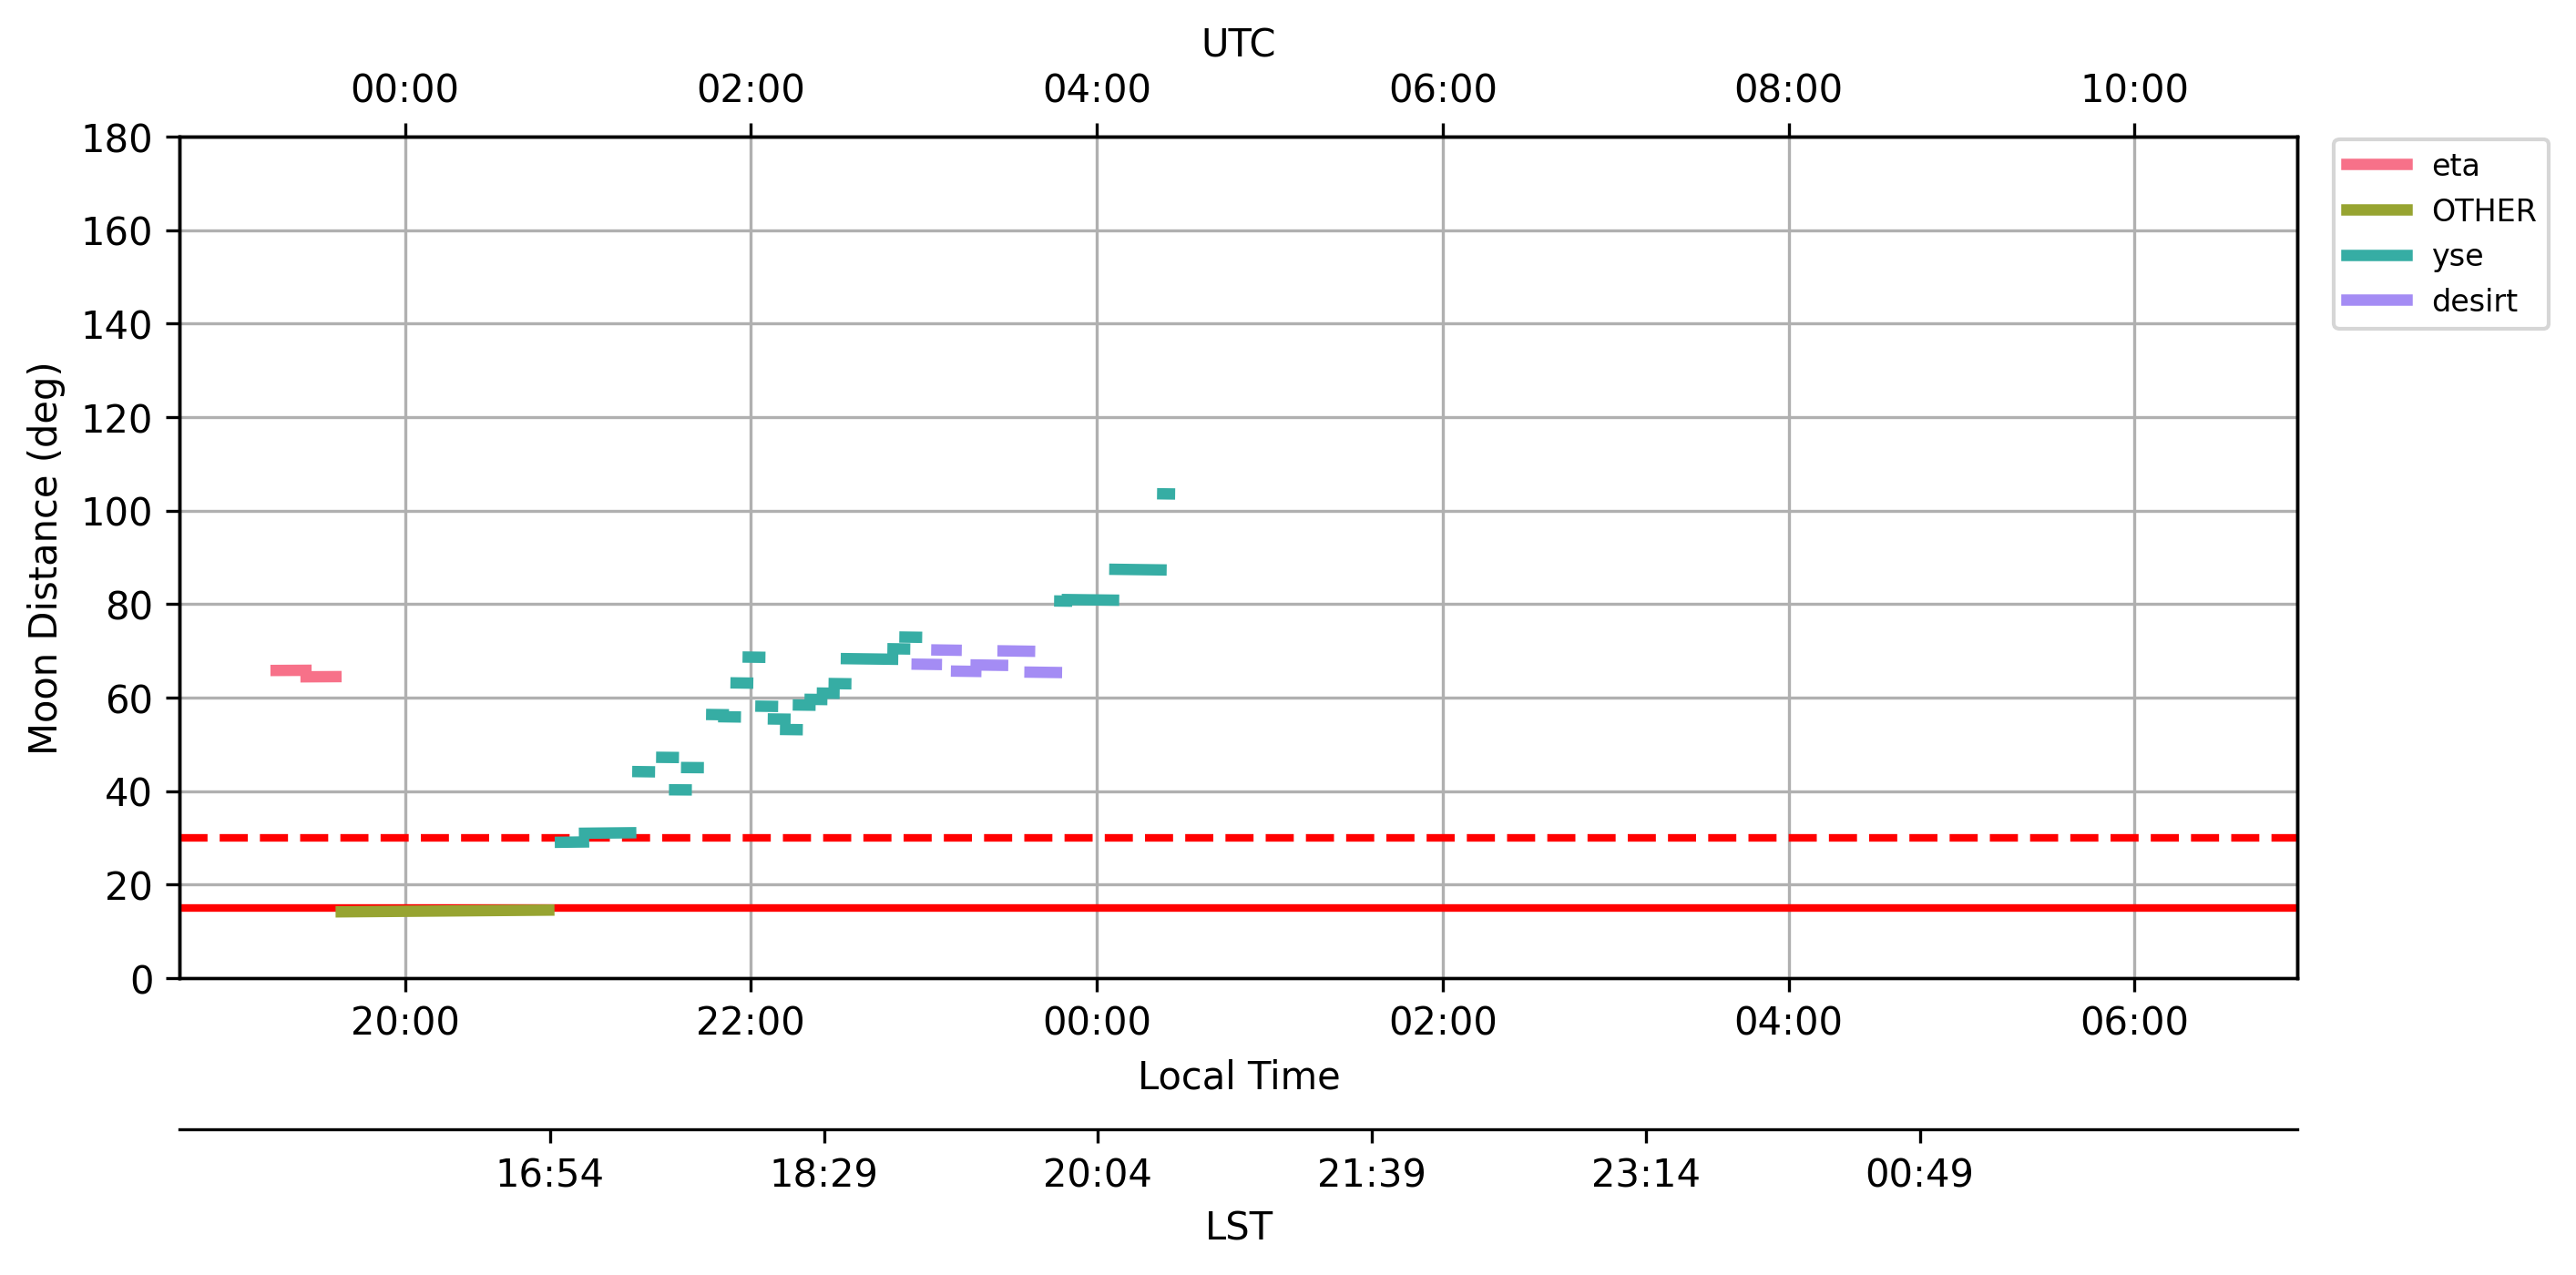 UTC
00:00 02:00 04:00 06:00 08:00 10:00
180
160
140
120
100
80
60
40
20
0
Moon Distance (deg)
eta
OTHER
yse
desirt
20:00 22:00 00:00 02:00 04:00 06:00
Local Time
16:54 18:29 20:04 21:39 23:14 00:49
LST